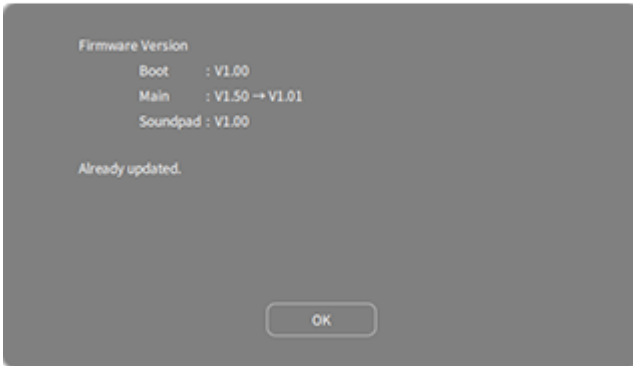 Firmware Version
Boot : V1.00
Main : V1.50 → V1.01
Soundpad : V1.00
Already updated.
OK